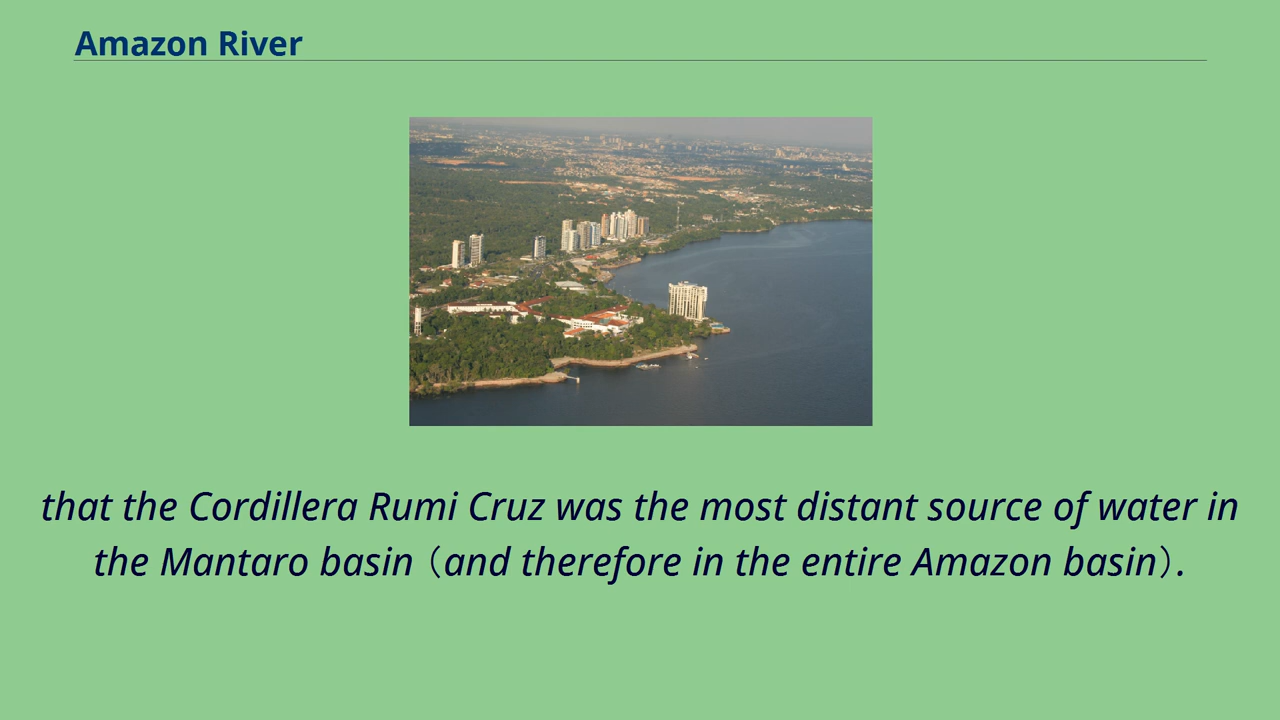 Amazon River
that the Cordillera Rumi Cruz was the most distant source of water in
the Mantaro basin (and therefore in the entire Amazon basin).